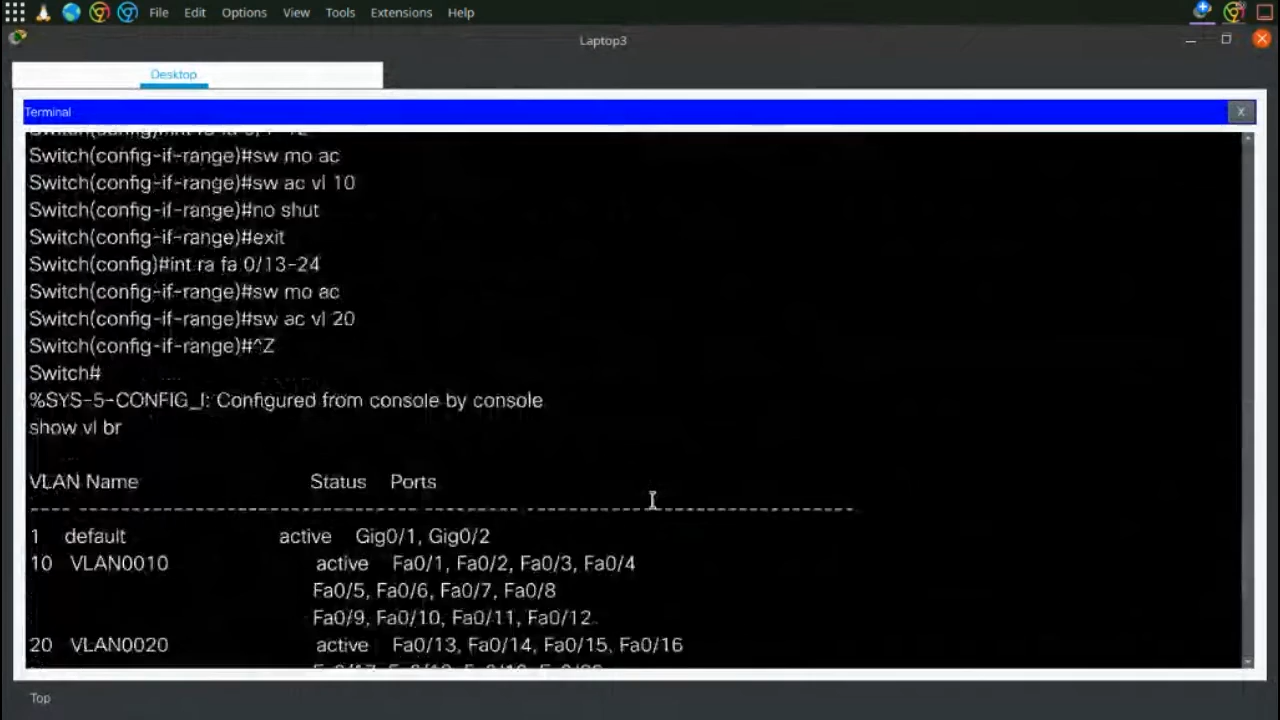 File Edit Options View Tools Extensions Help
Laptop3
Desktop
Terminal
X
Switch(config-if-range)#sw mo ac
Switch(config-if-range)#sw ac vl 10
Switch(config-if-range)#no shut
Switch(config-if-range)#exit
Switch(config)#int ra fa 0/13-24
Switch(config-if-range)#sw mo ac
Switch(config-if-range)#sw ac vl 20
Switch(config-if-range)#^Z
Switch#
%SYS-5-CONFIG_I: Configured from console by console
show vl br
VLAN Name Status Ports
---- -------------------------------- --------- -------------------------------
1 default active Gig0/1, Gig0/2
10 VLAN0010 active Fa0/1, Fa0/2, Fa0/3, Fa0/4
Fa0/5, Fa0/6, Fa0/7, Fa0/8
Fa0/9, Fa0/10, Fa0/11, Fa0/12
20 VLAN0020 active Fa0/13, Fa0/14, Fa0/15, Fa0/16
Top